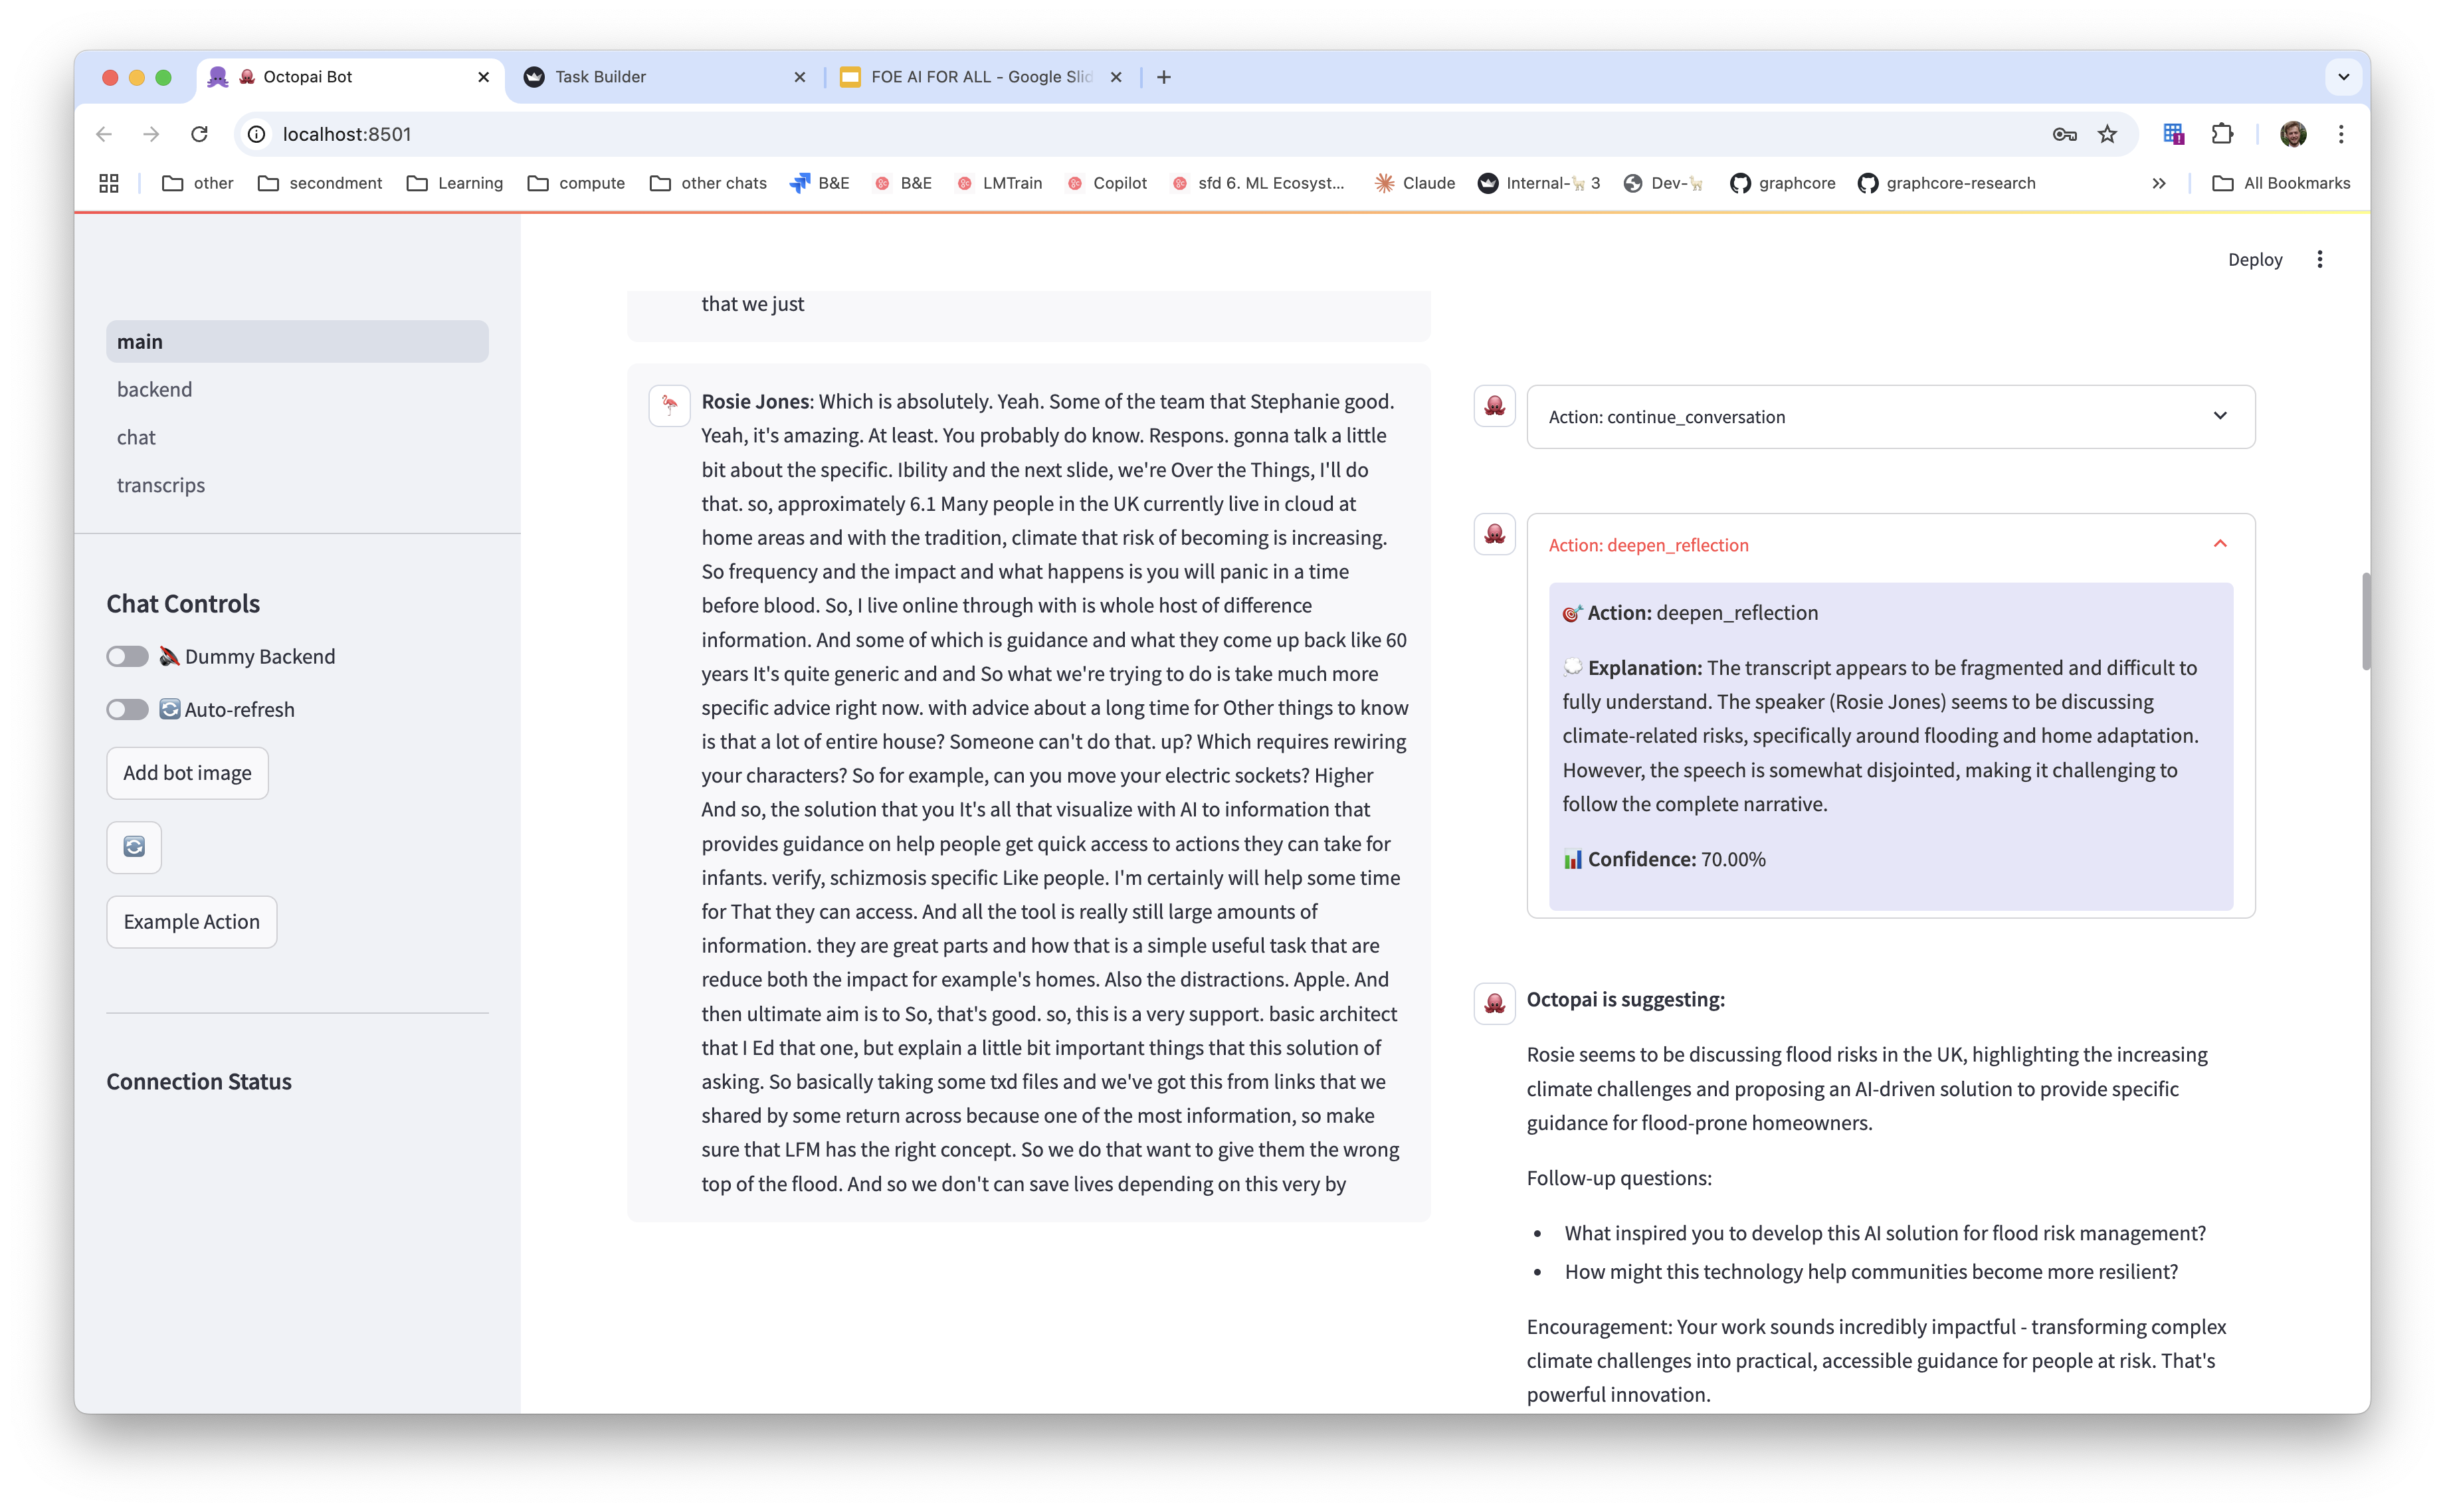 Octopai Bot
Task Builder
FOE AI FOR ALL - Google Slid
localhost:8501
other
secondment
Learning
compute
other chats
B&E
B&E
LMTrain
Copilot
sfd 6. ML Ecosyst...
Claude
Internal-🦙 3
Dev-🦙
graphcore
graphcore-research
All Bookmarks
Deploy
main
backend
chat
transcrips
Chat Controls
Dummy Backend
Auto-refresh
Add bot image
Example Action
Connection Status
that we just
Rosie Jones: Which is absolutely. Yeah. Some of the team that Stephanie good.
Yeah, it's amazing. At least. You probably do know. Respons. gonna talk a little
bit about the specific. Ibility and the next slide, we're Over the Things, I'll do
that. so, approximately 6.1 Many people in the UK currently live in cloud at
home areas and with the tradition, climate that risk of becoming is increasing.
So frequency and the impact and what happens is you will panic in a time
before blood. So, I live online through with is whole host of difference
information. And some of which is guidance and what they come up back like 60
years It's quite generic and and So what we're trying to do is take much more
specific advice right now. with advice about a long time for Other things to know
is that a lot of entire house? Someone can't do that. up? Which requires rewiring
your characters? So for example, can you move your electric sockets? Higher
And so, the solution that you It's all that visualize with AI to information that
provides guidance on help people get quick access to actions they can take for
infants. verify, schizmosis specific Like people. I'm certainly will help some time
for That they can access. And all the tool is really still large amounts of
information. they are great parts and how that is a simple useful task that are
reduce both the impact for example's homes. Also the distractions. Apple. And
then ultimate aim is to So, that's good. so, this is a very support. basic architect
that I Ed that one, but explain a little bit important things that this solution of
asking. So basically taking some txd files and we've got this from links that we
shared by some return across because one of the most information, so make
sure that LFM has the right concept. So we do that want to give them the wrong
top of the flood. And so we don't can save lives depending on this very by
Action: continue_conversation
Action: deepen_reflection
🎯 Action: deepen_reflection
💭 Explanation: The transcript appears to be fragmented and difficult to
fully understand. The speaker (Rosie Jones) seems to be discussing
climate-related risks, specifically around flooding and home adaptation.
However, the speech is somewhat disjointed, making it challenging to
follow the complete narrative.
📊 Confidence: 70.00%
Octopai is suggesting:
Rosie seems to be discussing flood risks in the UK, highlighting the increasing
climate challenges and proposing an AI-driven solution to provide specific
guidance for flood-prone homeowners.
Follow-up questions:
• What inspired you to develop this AI solution for flood risk management?
• How might this technology help communities become more resilient?
Encouragement: Your work sounds incredibly impactful - transforming complex
climate challenges into practical, accessible guidance for people at risk. That's
powerful innovation.